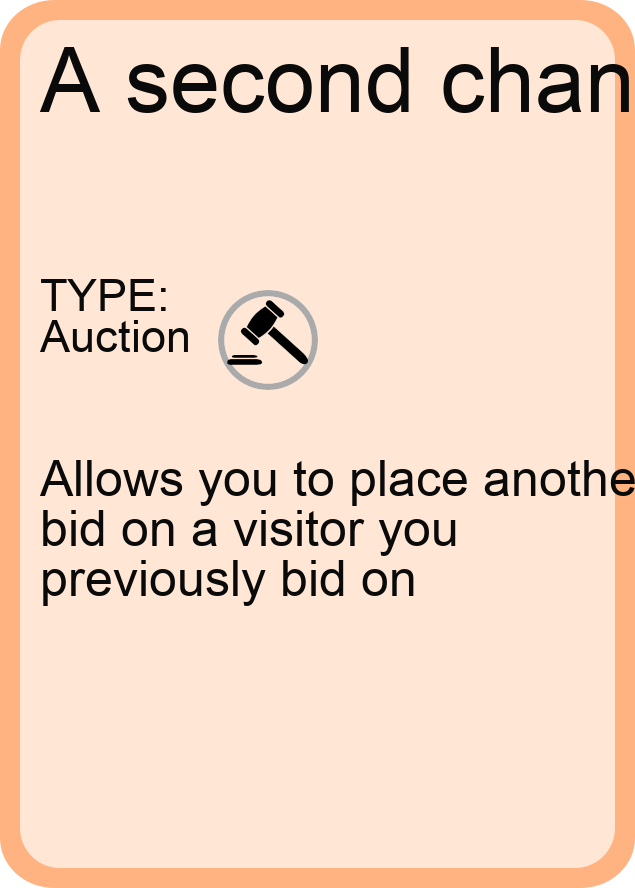 A second chan
TYPE:
Auction
Allows you to place anothe
bid on a visitor you
previously bid on